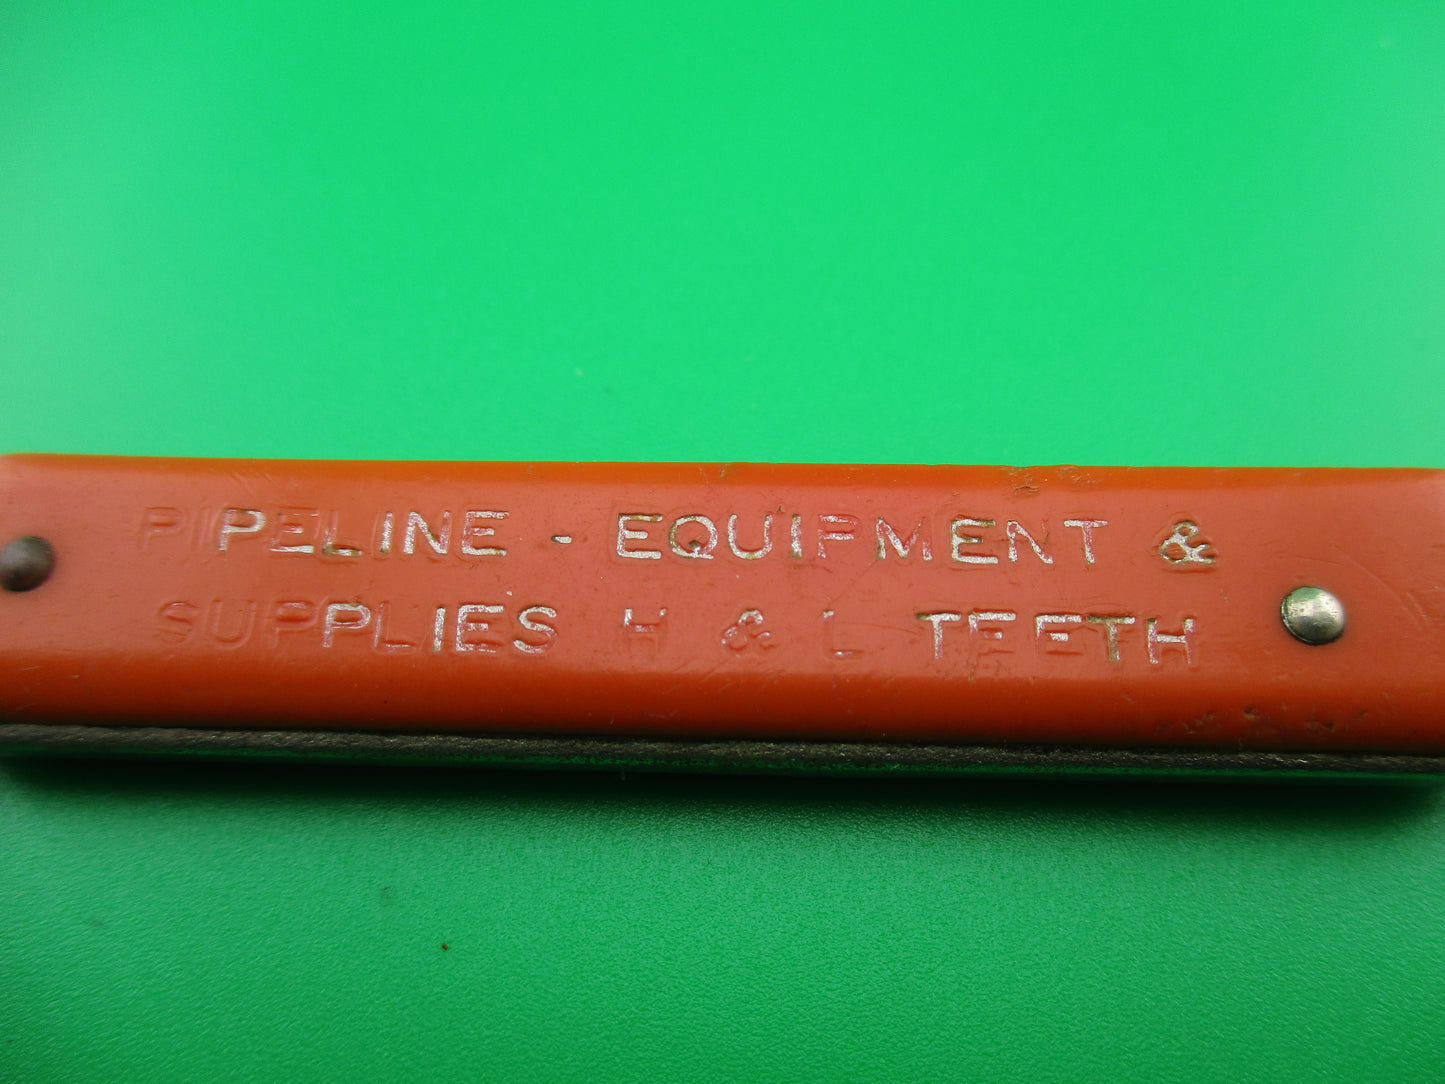 PIPELINE - EQUIPMENT &
SUPPLIES H & L TEETH